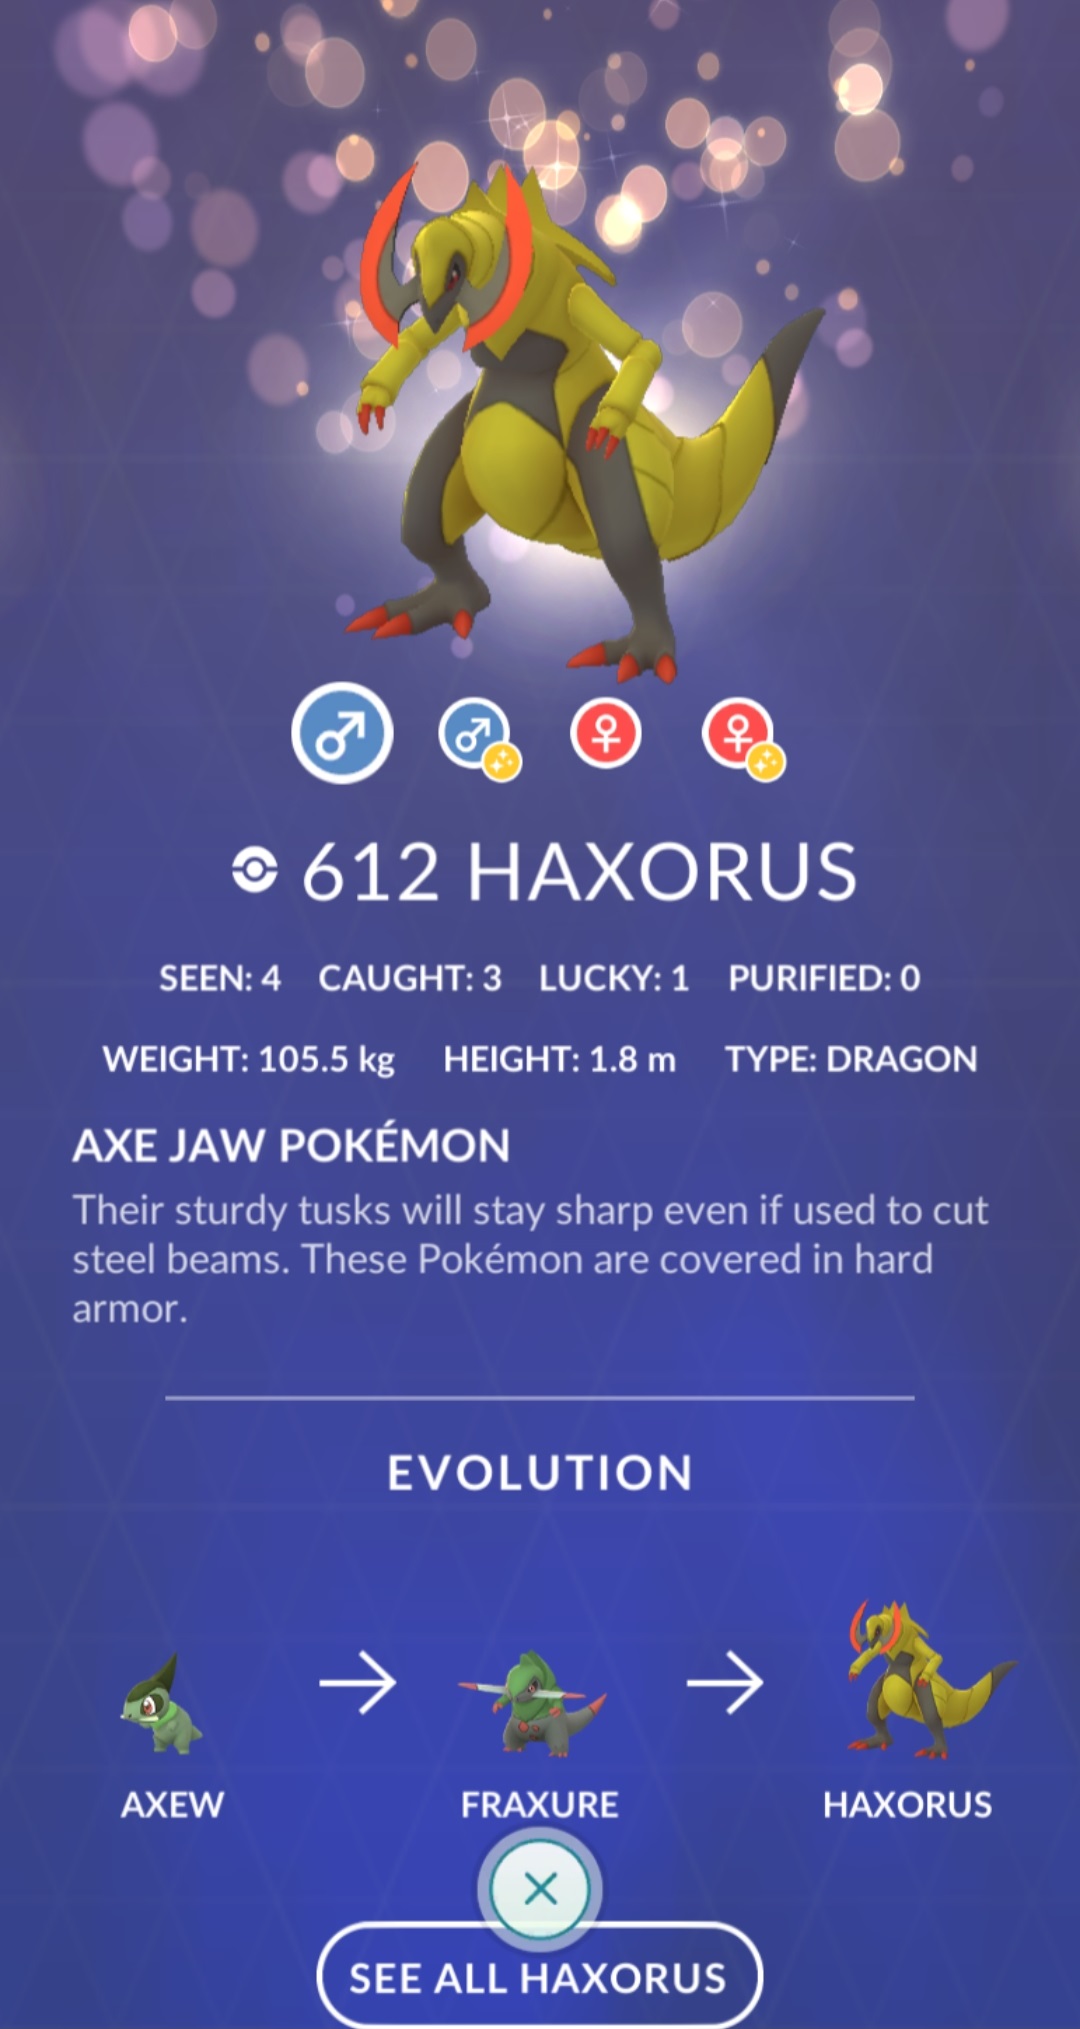 612 HAXORUS
SEEN: 4 CAUGHT: 3 LUCKY: 1 PURIFIED: 0
WEIGHT: 105.5 kg HEIGHT: 1.8 m TYPE: DRAGON
AXE JAW POKÉMON
Their sturdy tusks will stay sharp even if used to cut
steel beams. These Pokémon are covered in hard
armor.
EVOLUTION
AXEW FRAXURE HAXORUS
SEE ALL HAXORUS